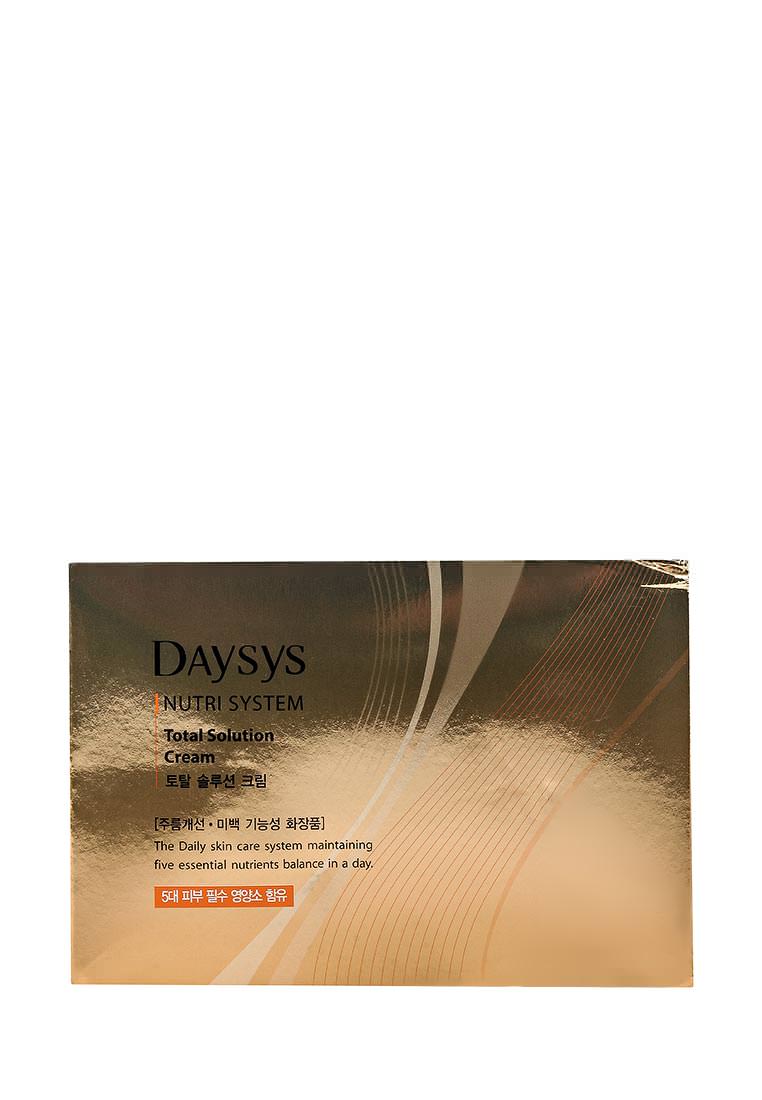 DAYSYS
NUTRI SYSTEM
Total Solution
Cream
토탈 솔루션 크림
[주름개선 • 미백 기능성 화장품]
The Daily skin care system maintaining
five essential nutrients balance in a day.
5대 피부 필수 영양소 함유